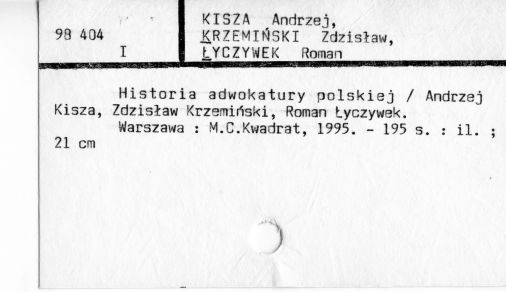 98 404
I
KISZA Andrzej,
KRZEMIŃSKI Zdzisław,
ŁYCZYWEK Roman
Historia adwokatury polskiej / Andrzej
Kisza, Zdzisław Krzemiński, Roman Łyczywek.
Warszawa : M.C.Kwadrat, 1995. - 195 s. : il. ;
21 cm